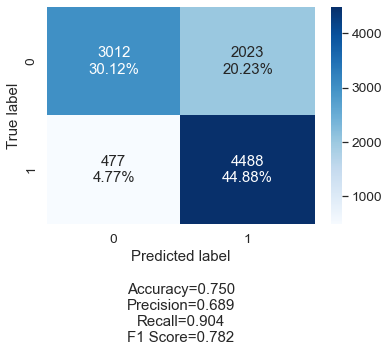 3012
30.12%
2023
20.23%
477
4.77%
4488
44.88%
0
1
True label
0
1
Predicted label
4000
3000
2000
1000
Accuracy=0.750
Precision=0.689
Recall=0.904
F1 Score=0.782